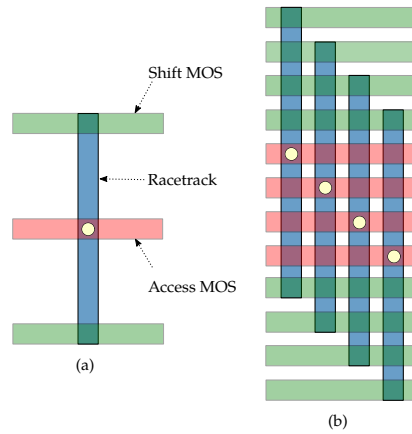 Shift MOS
Racetrack
Access MOS
(a)
(b)